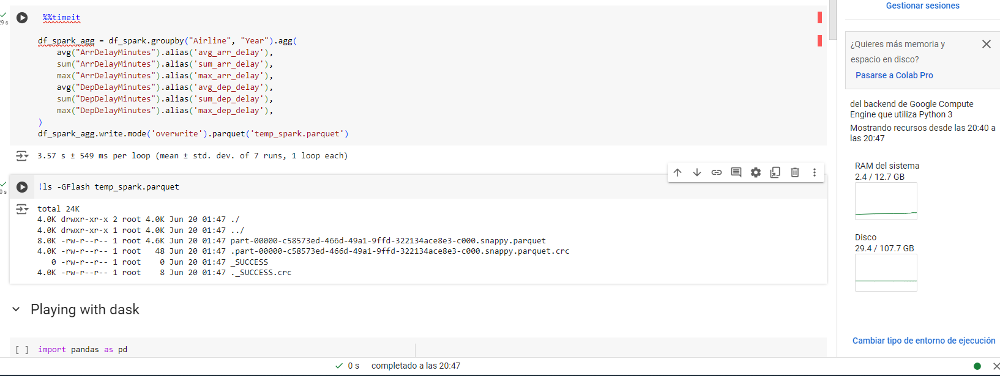 %%timeit
29 s
df_spark_agg = df_spark.groupby("Airline", "Year").agg(
avg("ArrDelayMinutes").alias('avg_arr_delay'),
sum("ArrDelayMinutes").alias('sum_arr_delay'),
max("ArrDelayMinutes").alias('max_arr_delay'),
avg("DepDelayMinutes").alias('avg_dep_delay'),
sum("DepDelayMinutes").alias('sum_dep_delay'),
max("DepDelayMinutes").alias('max_dep_delay'),
)
df_spark_agg.write.mode('overwrite').parquet('temp_spark.parquet')
3.57 s ± 549 ms per loop (mean ± std. dev. of 7 runs, 1 loop each)
!ls -GFlash temp_spark.parquet
0 s
total 24K
4.0K drwxr-xr-x 2 root 4.0K Jun 20 01:47 ./
4.0K drwxr-xr-x 1 root 4.0K Jun 20 01:47 ../
8.0K -rw-r--r-- 1 root 4.6K Jun 20 01:47 part-00000-c58573ed-466d-49a1-9ffd-322134ace8e3-c000.snappy.parquet
4.0K -rw-r--r-- 1 root   48 Jun 20 01:47 .part-00000-c58573ed-466d-49a1-9ffd-322134ace8e3-c000.snappy.parquet.crc
0 -rw-r--r-- 1 root    0 Jun 20 01:47 _SUCCESS
4.0K -rw-r--r-- 1 root    8 Jun 20 01:47 ._SUCCESS.crc
Playing with dask
[ ] import pandas as pd
0 s completado a las 20:47
Gestionar sesiones
¿Quieres más memoria y
espacio en disco?
Pasarse a Colab Pro
del backend de Google Compute
Engine que utiliza Python 3
Mostrando recursos desde las 20:40 a
las 20:47
RAM del sistema
2.4 / 12.7 GB
Disco
29.4 / 107.7 GB
Cambiar tipo de entorno de ejecución